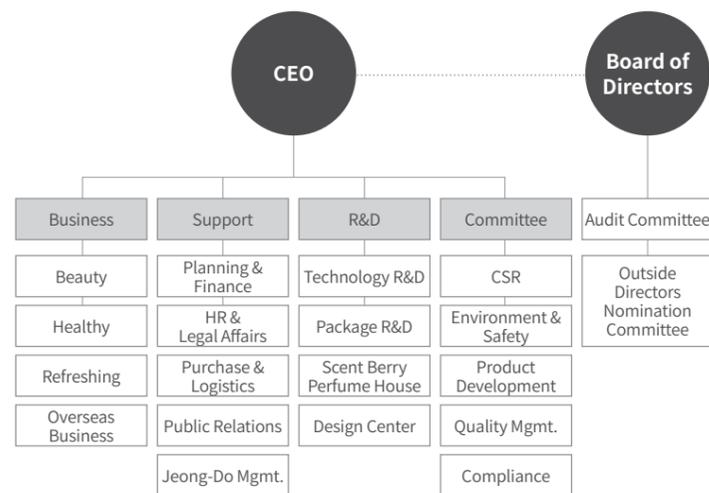 CEO
Board of
Directors
Business
Support
R&D
Committee
Audit Committee
Beauty
Planning &
Finance
Technology R&D
CSR
Outside
Directors
Nomination
Committee
Healthy
HR &
Legal Affairs
Package R&D
Environment &
Safety
Refreshing
Purchase &
Logistics
Scent Berry
Perfume House
Product
Development
Overseas
Business
Public Relations
Design Center
Quality Mgmt.
Jeong-Do Mgmt.
Compliance